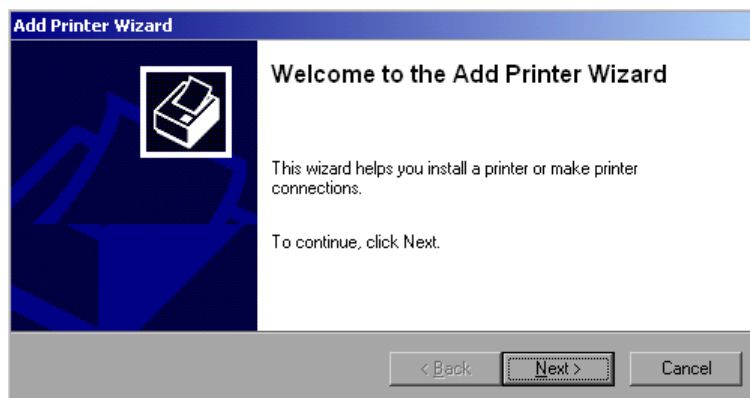 Add Printer Wizard
Welcome to the Add Printer Wizard
This wizard helps you install a printer or make printer
connections.
To continue, click Next.
< Back
Next >
Cancel